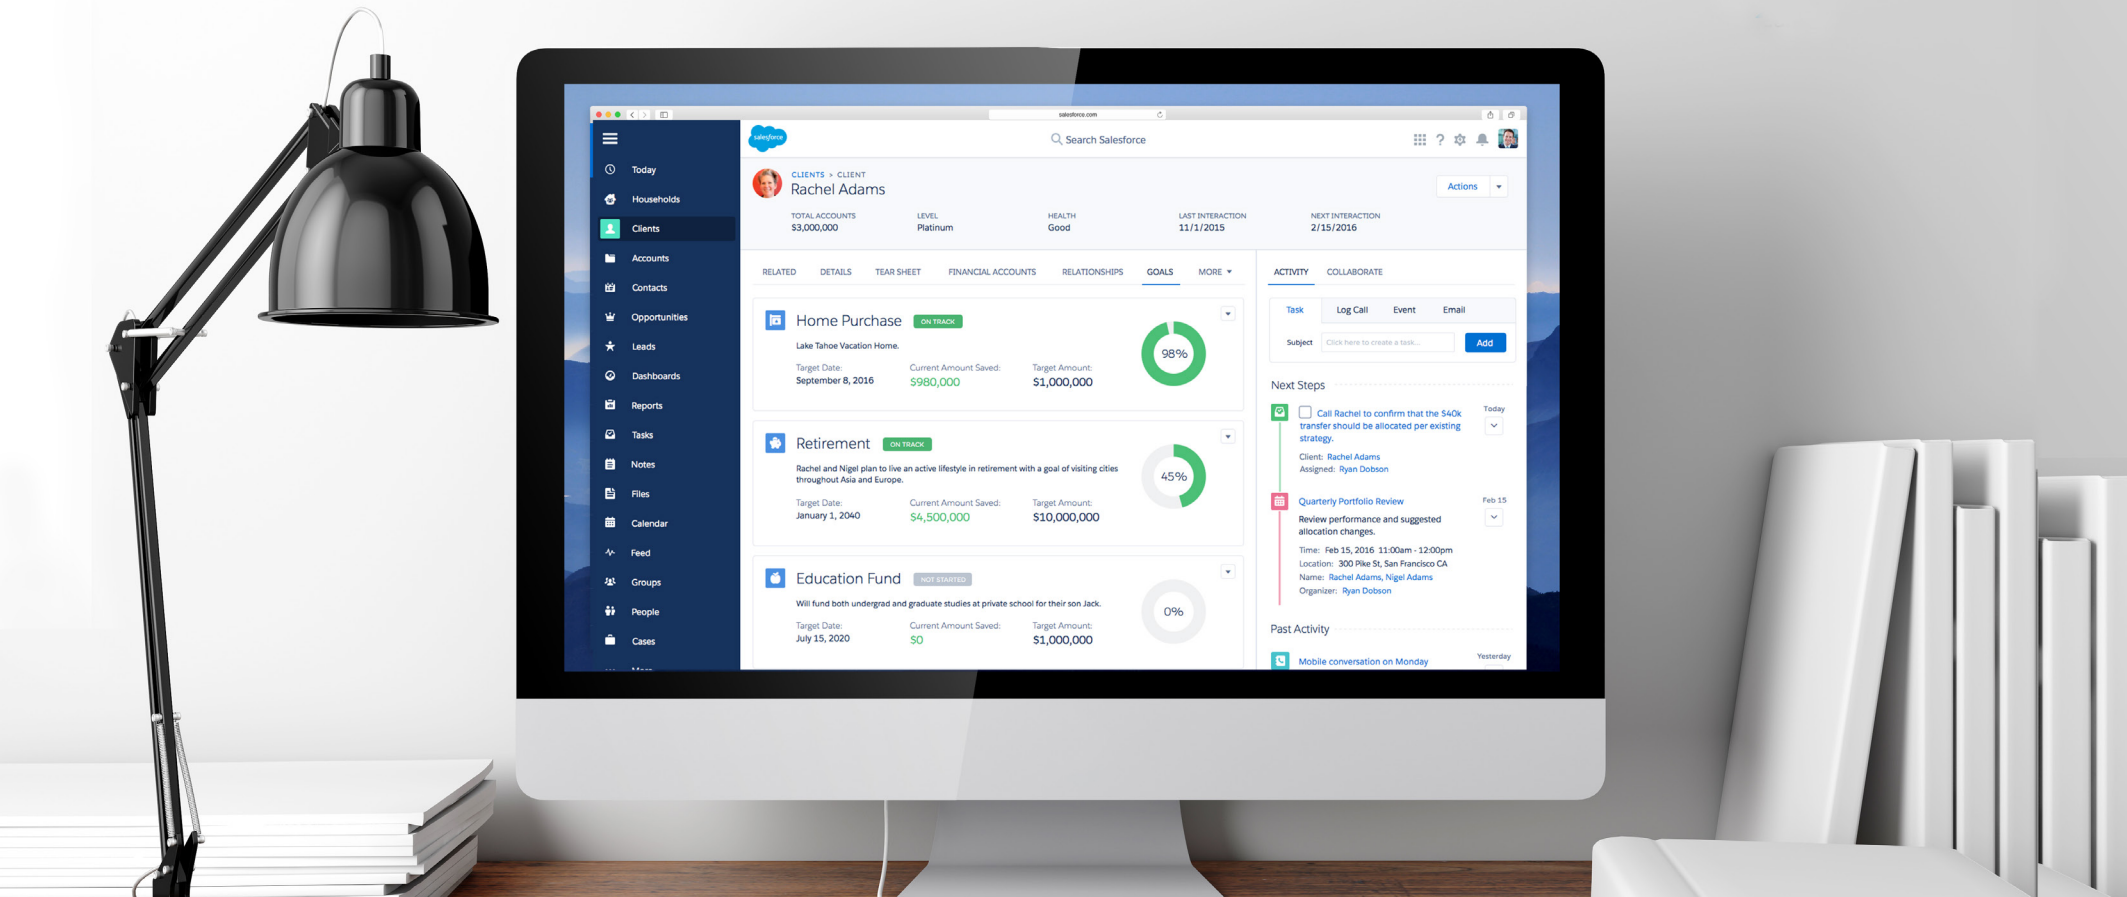 salesforce.com
salesforce
Search Salesforce
?
Today
Households
Clients
Accounts
Contacts
Opportunities
Leads
Dashboards
Reports
Tasks
Notes
Files
Calendar
Feed
Groups
People
Cases
More
CLIENTS > CLIENT
Rachel Adams
Actions
TOTAL ACCOUNTS
$3,000,000
LEVEL
Platinum
HEALTH
Good
LAST INTERACTION
11/1/2015
NEXT INTERACTION
2/15/2016
RELATED DETAILS TEAR SHEET FINANCIAL ACCOUNTS RELATIONSHIPS GOALS MORE
Home Purchase ON TRACK
Lake Tahoe Vacation Home.
Target Date: Current Amount Saved: Target Amount:
September 8, 2016 $980,000 $1,000,000
98%
Retirement ON TRACK
Rachel and Nigel plan to live an active lifestyle in retirement with a goal of visiting cities
throughout Asia and Europe.
Target Date: Current Amount Saved: Target Amount:
January 1, 2040 $4,500,000 $10,000,000
45%
Education Fund NOT STARTED
Will fund both undergrad and graduate studies at private school for their son Jack.
Target Date: Current Amount Saved: Target Amount:
July 15, 2020 $0 $1,000,000
0%
ACTIVITY COLLABORATE
Task Log Call Event Email
Subject Click here to create a task... Add
Next Steps
Call Rachel to confirm that the $40k Today
transfer should be allocated per existing
strategy.
Client: Rachel Adams
Assigned: Ryan Dobson
Quarterly Portfolio Review Feb 15
Review performance and suggested
allocation changes.
Time: Feb 15, 2016 11:00am - 12:00pm
Location: 300 Pike St, San Francisco CA
Name: Rachel Adams, Nigel Adams
Organizer: Ryan Dobson
Past Activity
Mobile conversation on Monday Yesterday